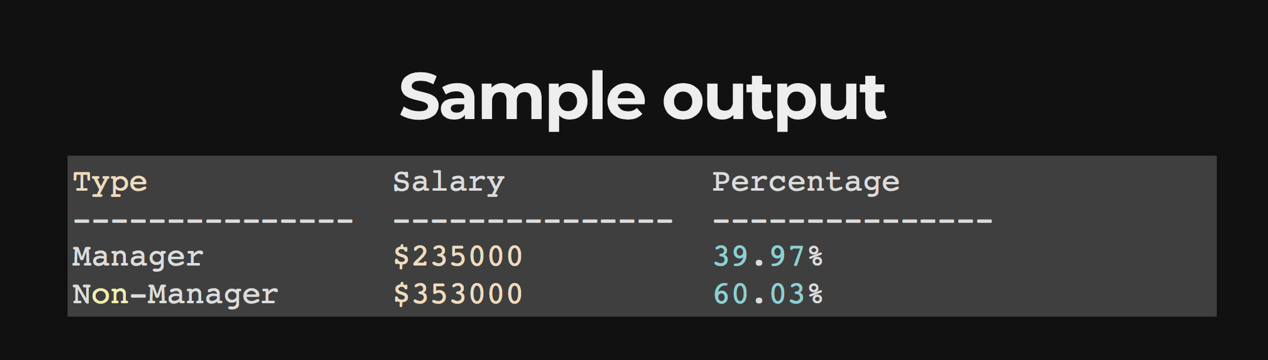 Sample output
Type Salary Percentage
--------------- --------------- ---------------
Manager $235000 39.97%
Non-Manager $353000 60.03%